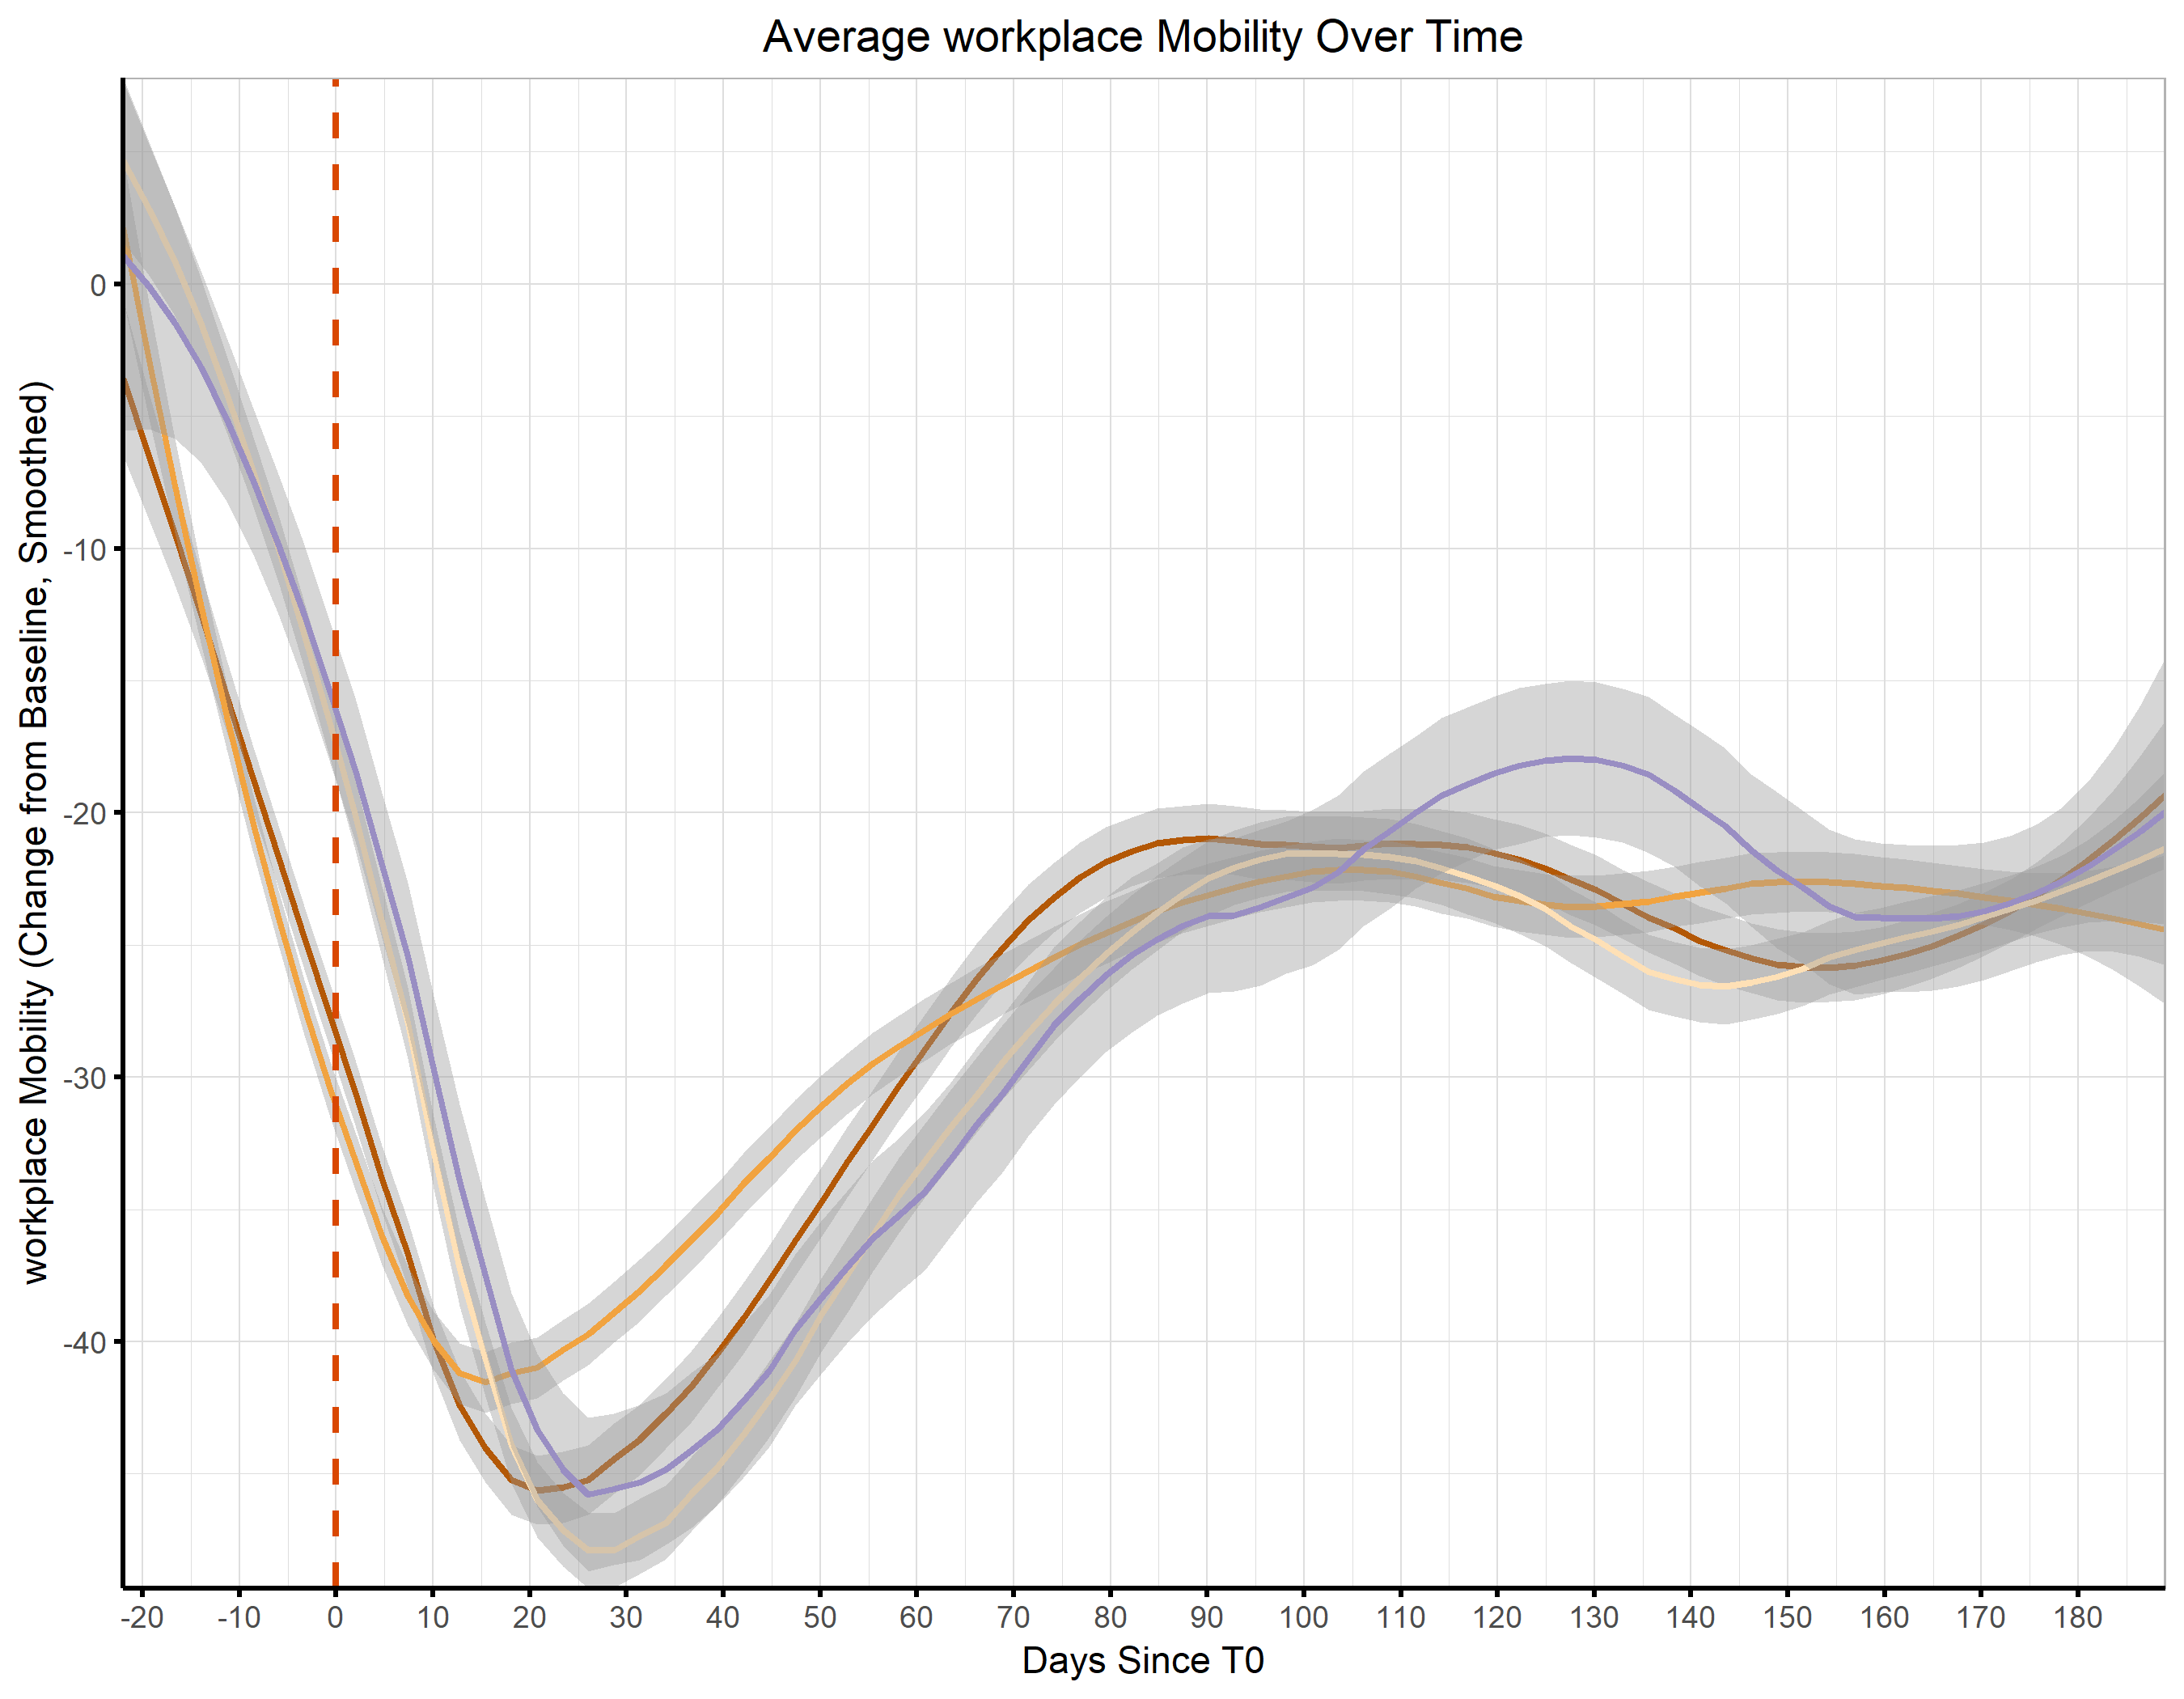 Average workplace Mobility Over Time
workplace Mobility (Change from Baseline, Smoothed)
0
-10
-20
-30
-40
-20 -10 0 10 20 30 40 50 60 70 80 90 100 110 120 130 140 150 160 170 180
Days Since T0